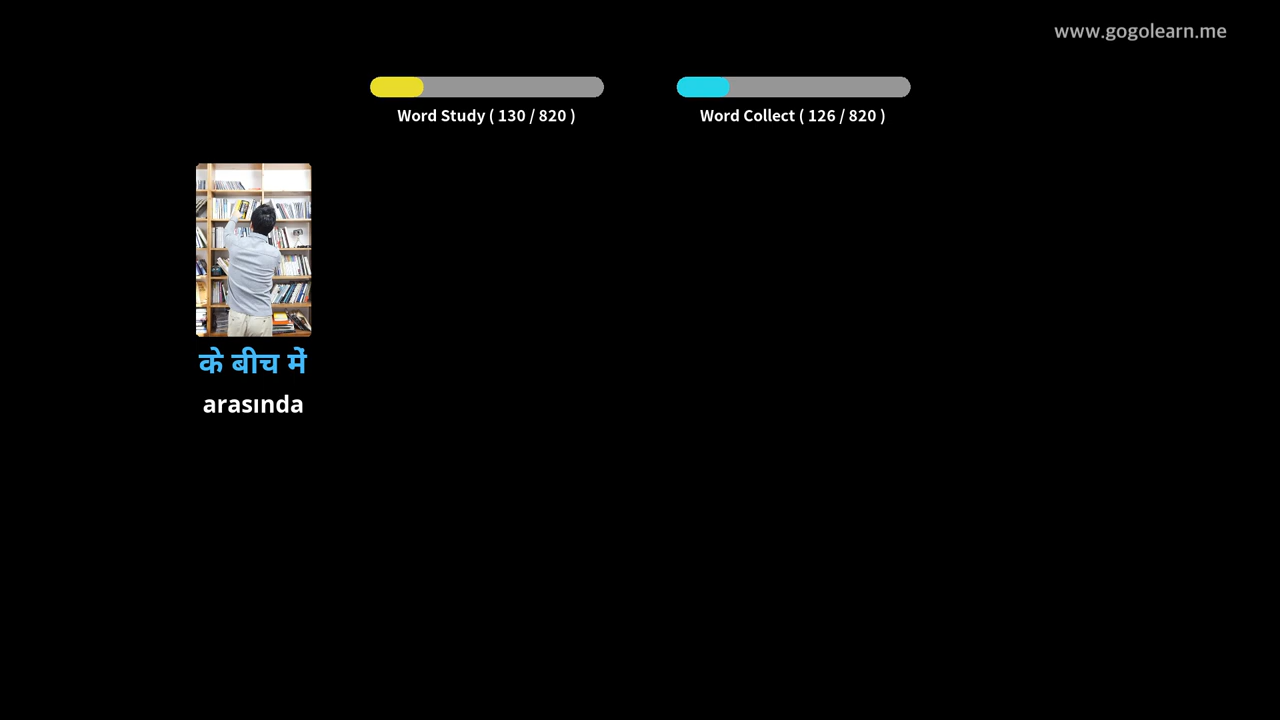 www.gogolearn.me
Word Study ( 130 / 820 )
Word Collect ( 126 / 820 )
के बीच में
arasında